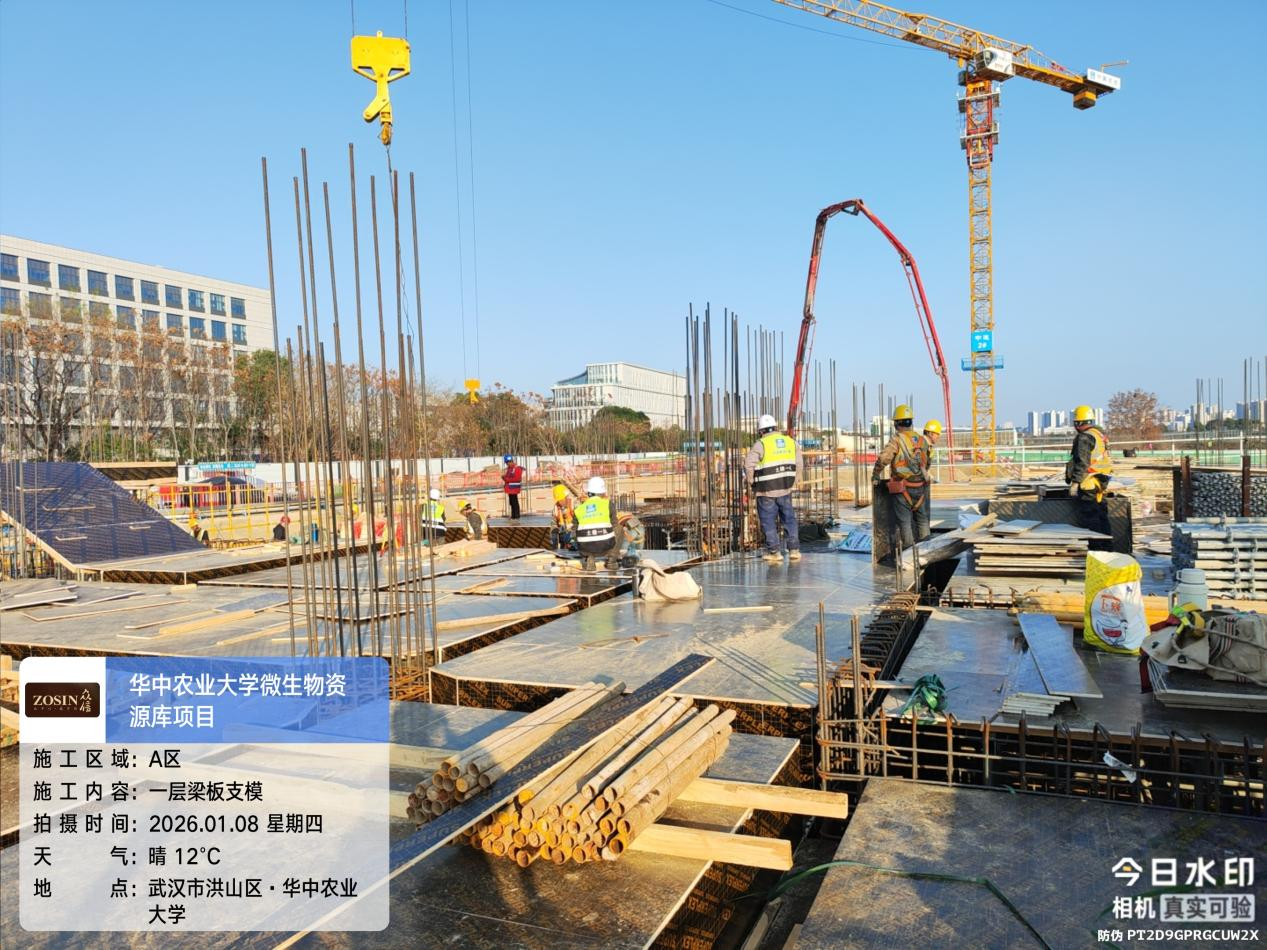 中建
2#
ZOSIN 众信
华中农业大学微生物资
源库项目
施工区域：A区
施工内容：一层梁板支模
拍摄时间：2026.01.08 星期四
天气：晴 12℃
地点：武汉市洪山区·华中农业
大学
今日水印
相机 真实可验
防伪 PT2D9GPRGCUW2X